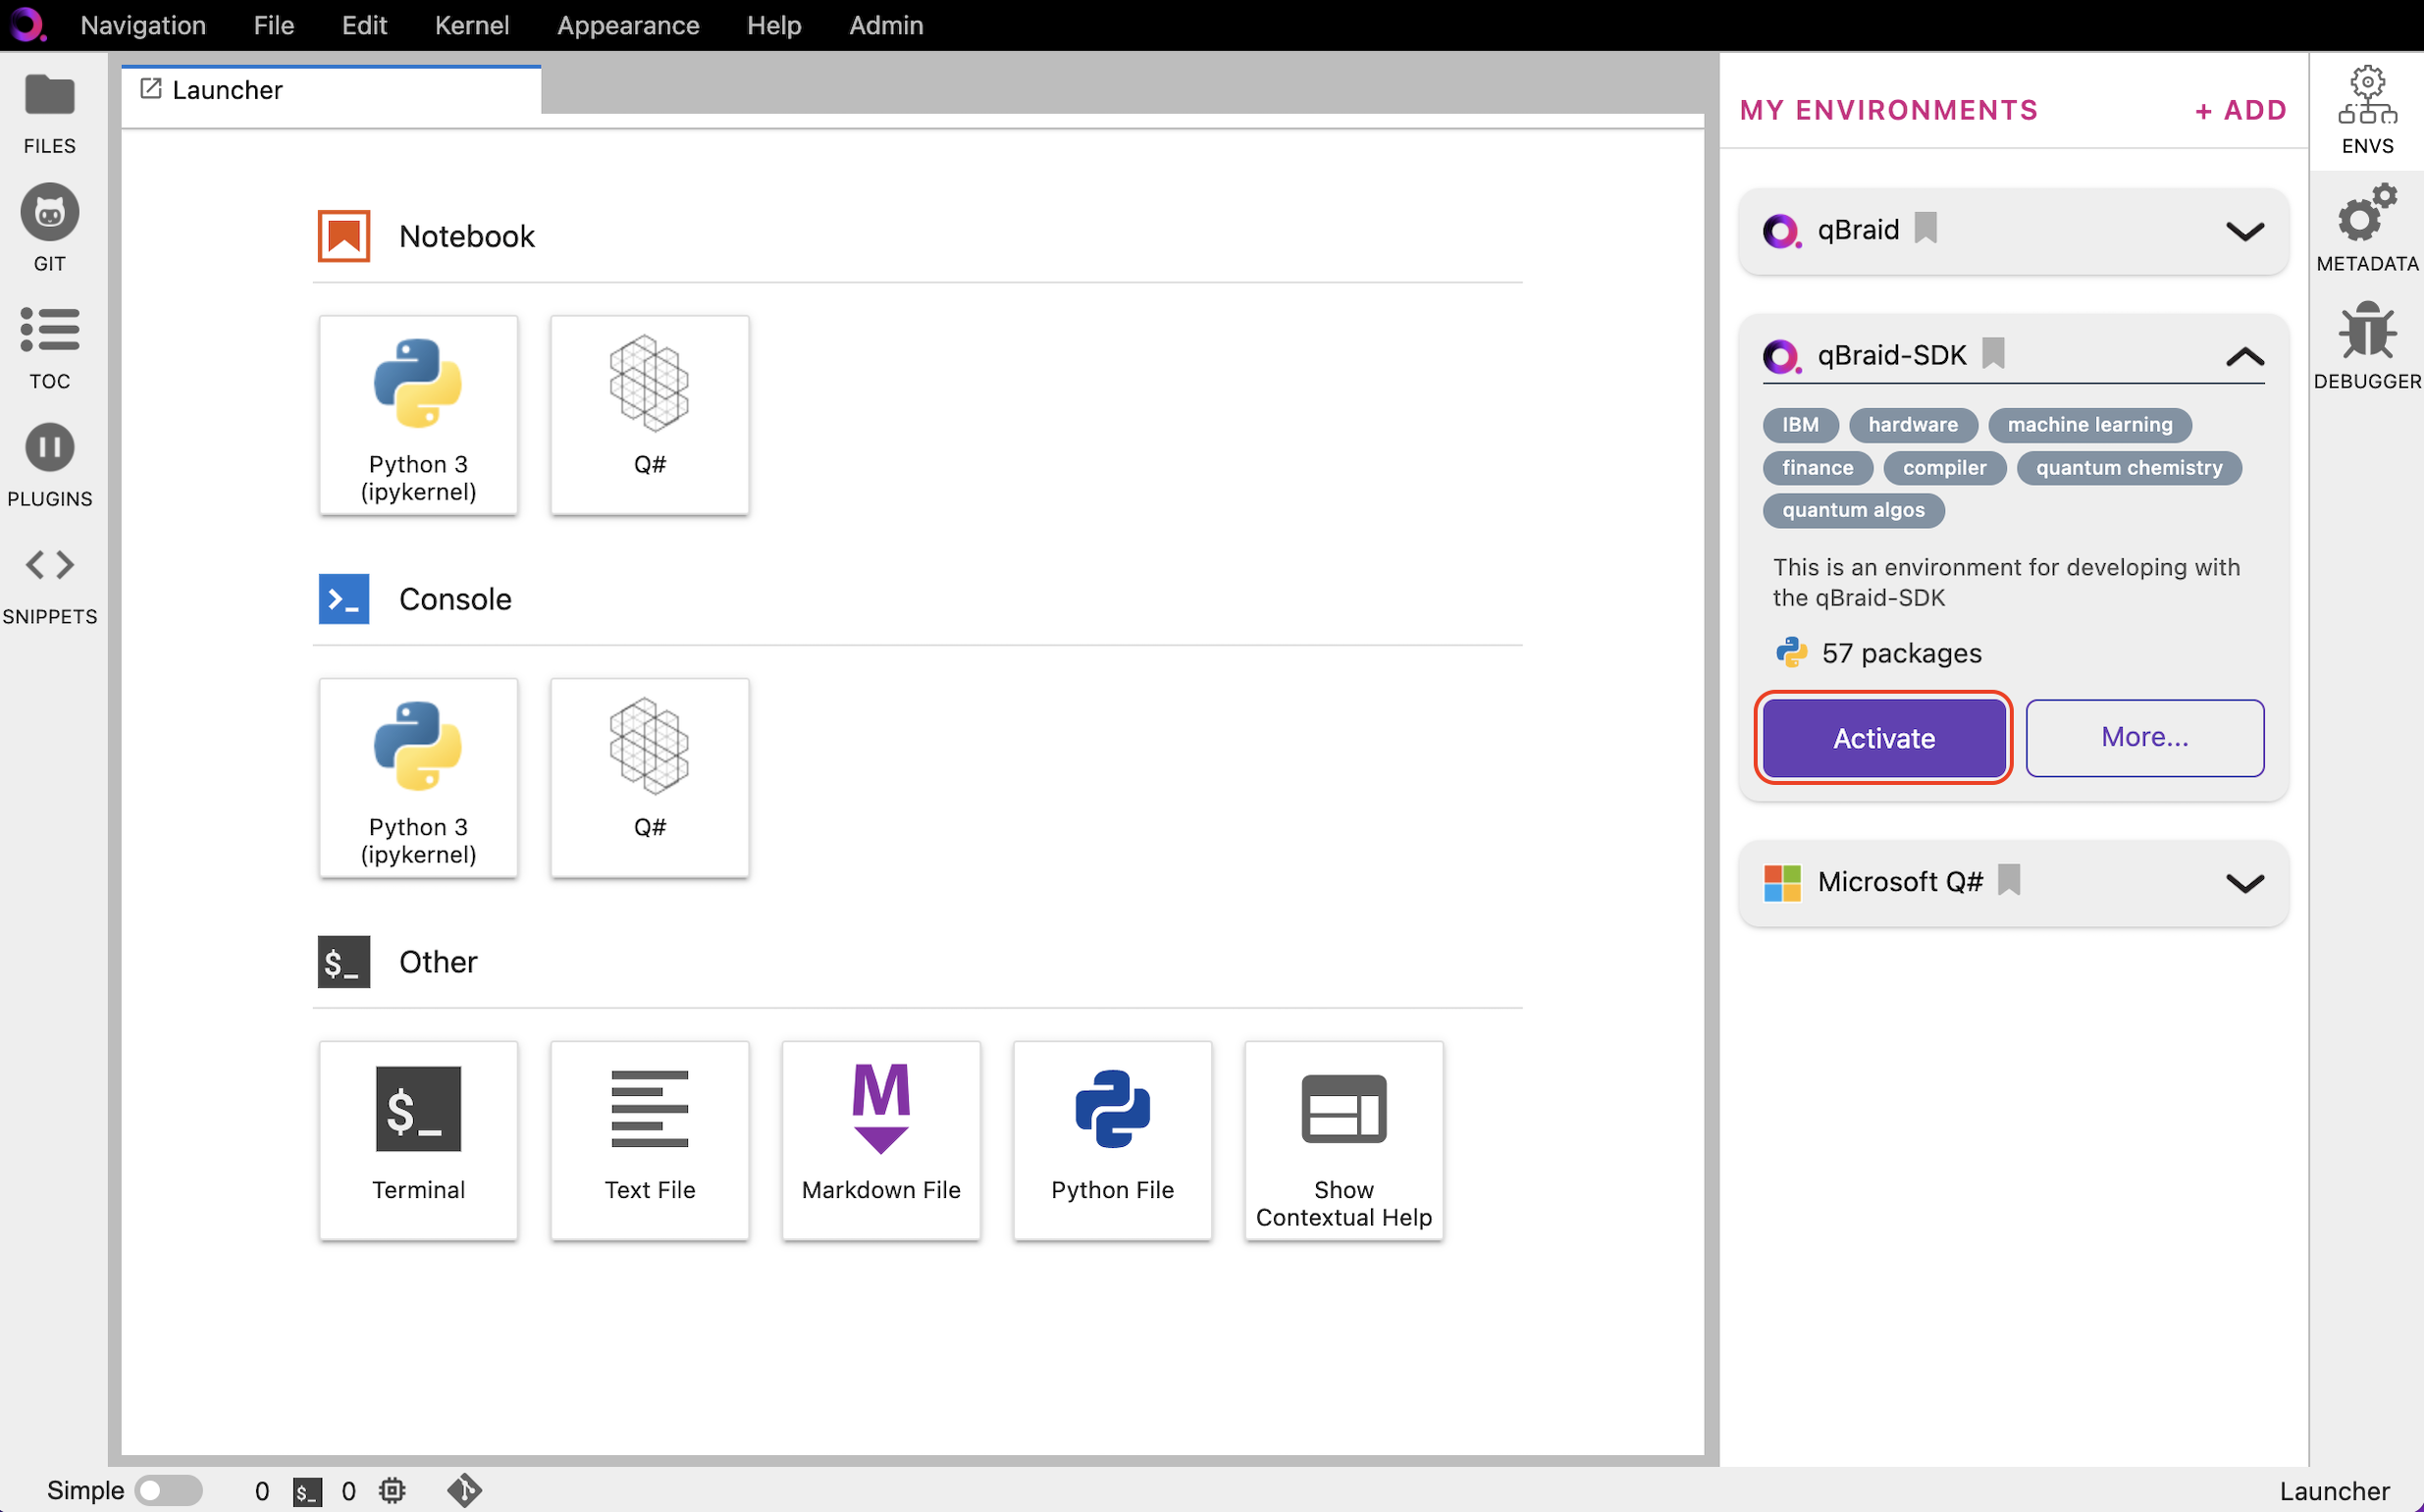 Navigation File Edit Kernel Appearance Help Admin
FILES
GIT
TOC
PLUGINS
SNIPPETS
Launcher
Notebook
Python 3
(ipykernel)
Q#
Console
Python 3
(ipykernel)
Q#
Other
$_
Terminal
Text File
Markdown File
Python File
Show
Contextual Help
MY ENVIRONMENTS + ADD
qBraid
qBraid-SDK
IBM hardware machine learning
finance compiler quantum chemistry
quantum algos
This is an environment for developing with
the qBraid-SDK
57 packages
Activate More...
Microsoft Q#
ENVS
METADATA
DEBUGGER
Simple 0 $_ 0 Launcher